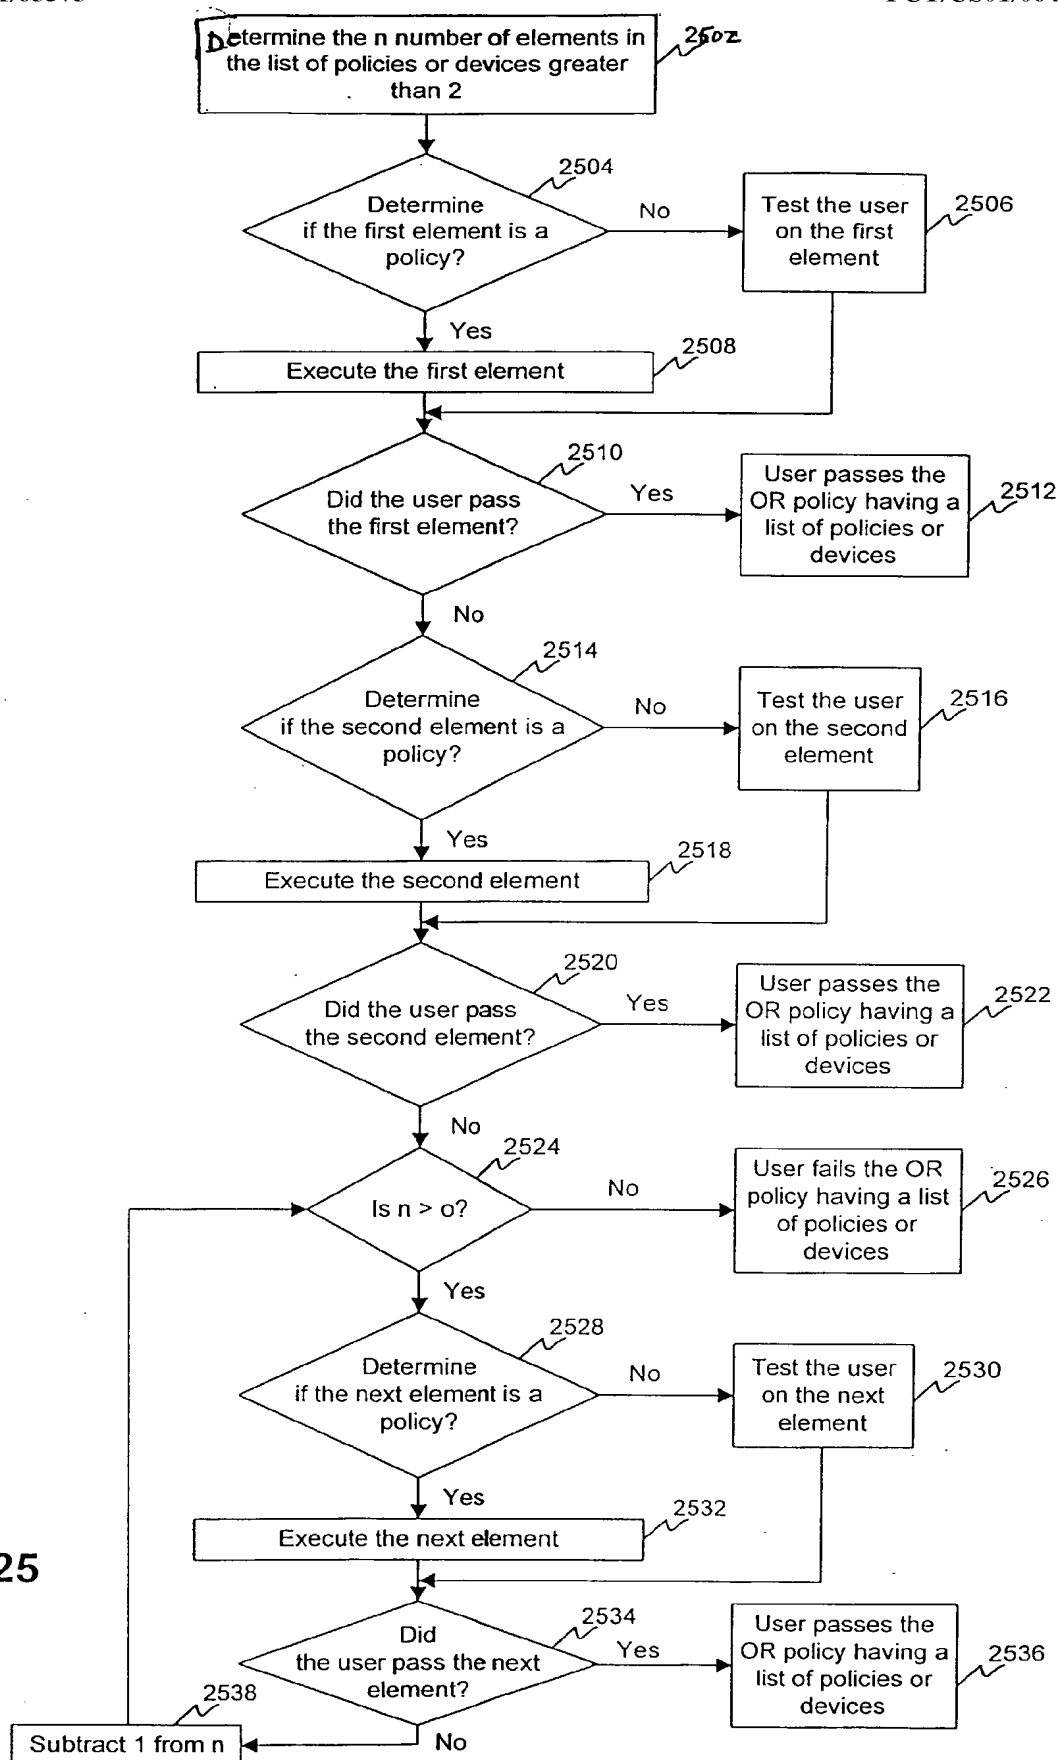 Determine the n number of elements in
the list of policies or devices greater
than 2
2502
Determine
if the first element is a
policy?
2504
No
Test the user
on the first
element
2506
Yes
Execute the first element
2508
Did the user pass
the first element?
2510
Yes
User passes the
OR policy having a
list of policies or
devices
2512
No
Determine
if the second element is a
policy?
2514
No
Test the user
on the second
element
2516
Yes
Execute the second element
2518
Did the user pass
the second element?
2520
Yes
User passes the
OR policy having a
list of policies or
devices
2522
No
Is n > o?
2524
No
User fails the OR
policy having a list
of policies or
devices
2526
Yes
Determine
if the next element is a
policy?
2528
No
Test the user
on the next
element
2530
Yes
Execute the next element
2532
25
Did
the user pass the next
element?
2534
Yes
User passes the
OR policy having a
list of policies or
devices
2536
No
Subtract 1 from n
2538